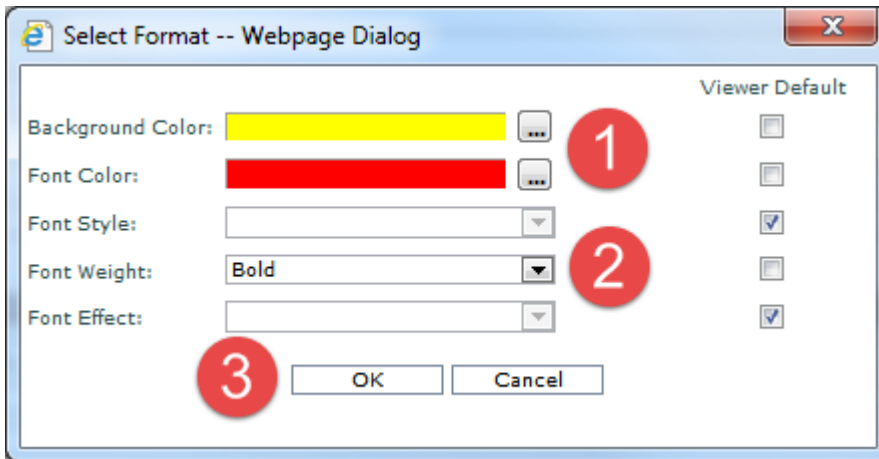 Select Format -- Webpage Dialog
X
Viewer Default
Background Color: ...
1
Font Color: ...
Font Style:
Font Weight: Bold
2
Font Effect:
3 OK Cancel